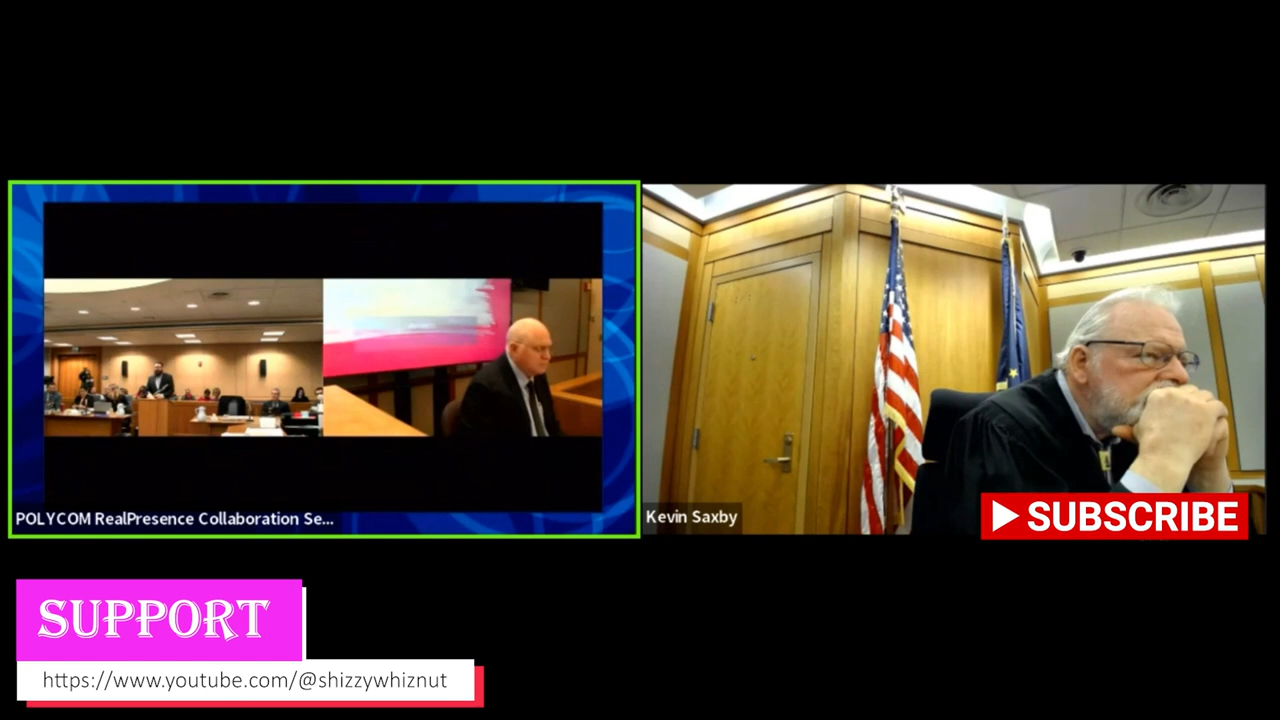 POLYCOM RealPresence Collaboration Se...
Kevin Saxby
SUBSCRIBE
SUPPORT
https://www.youtube.com/@shizzywhiznut